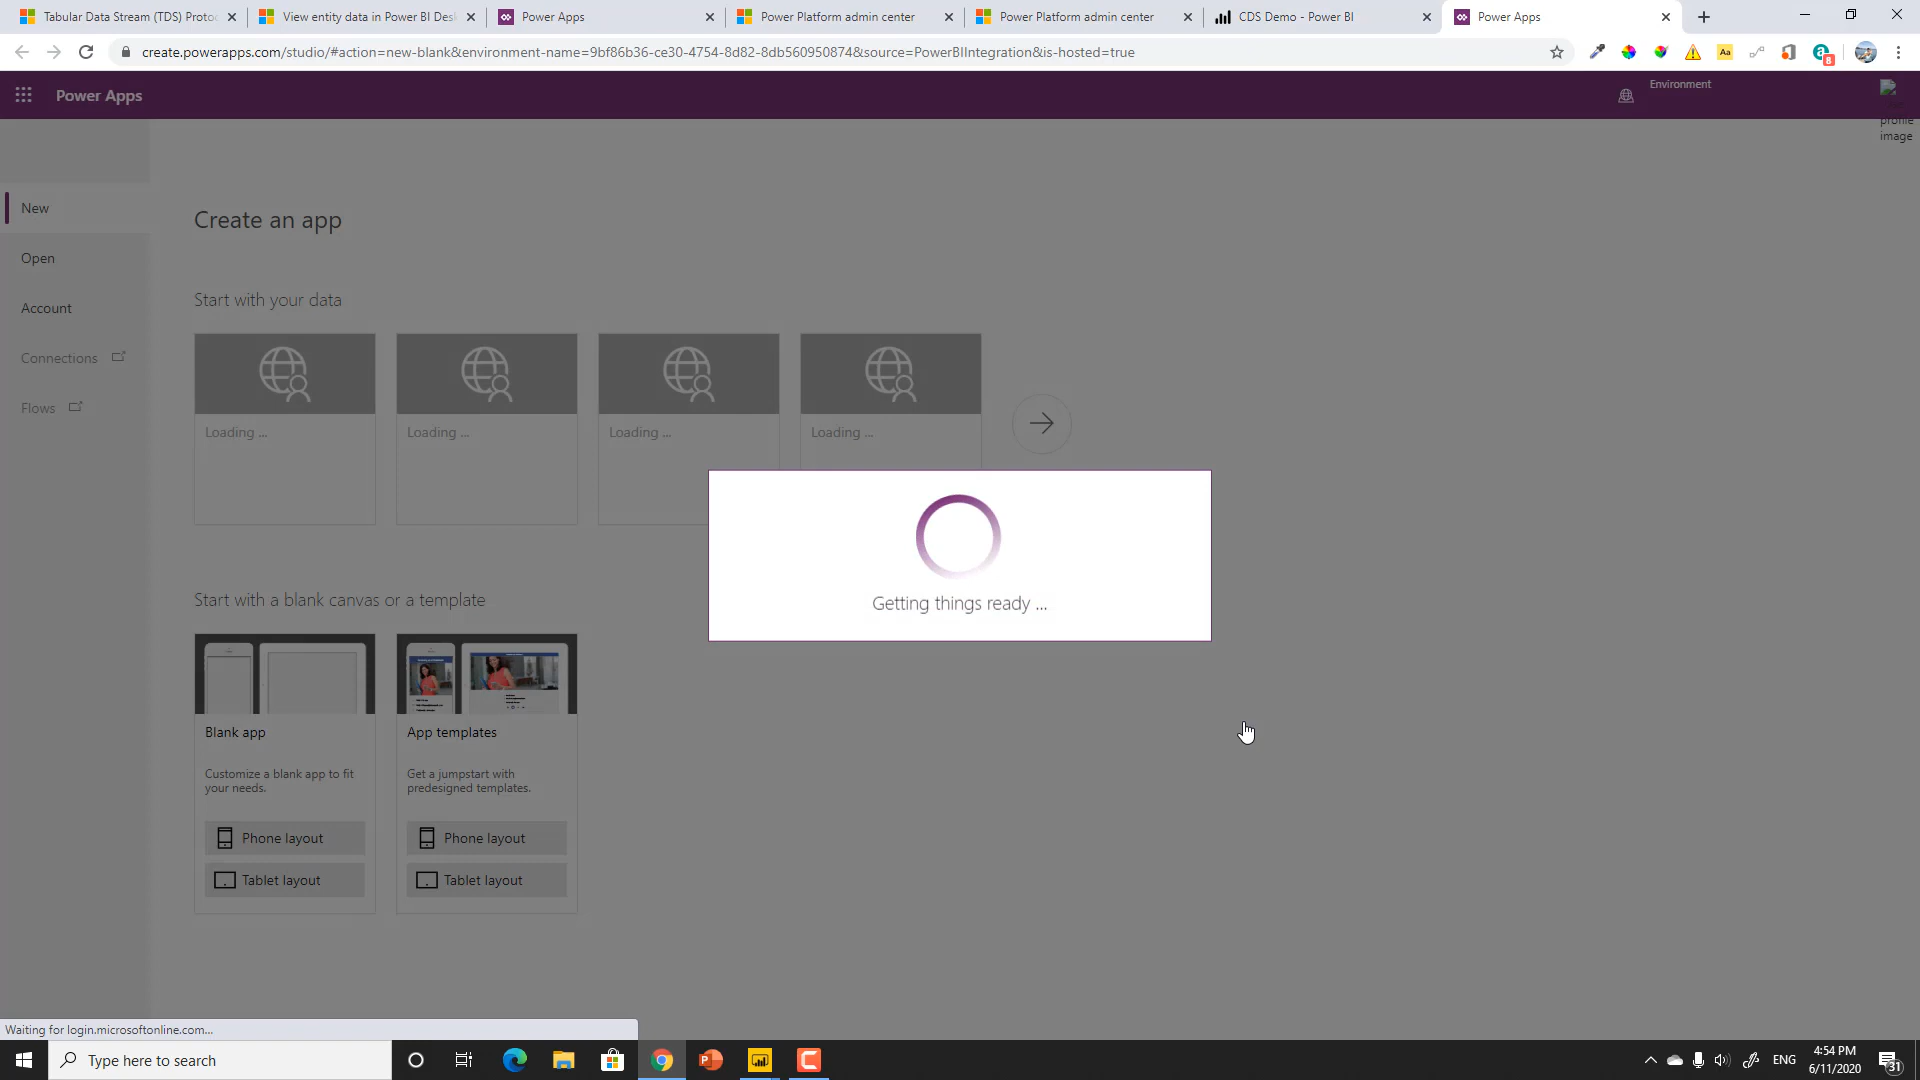 Tabular Data Stream (TDS) Protoc
View entity data in Power BI Desk
Power Apps
Power Platform admin center
Power Platform admin center
CDS Demo - Power BI
Power Apps
create.powerapps.com/studio/#action=new-blank&environment-name=9bf86b36-ce30-4754-8d82-8db560950874&source=PowerBIIntegration&is-hosted=true
Aa
8
Power Apps
Environment
profile
image
New
Open
Account
Connections
Flows
Create an app
Start with your data
Loading ...
Loading ...
Loading ...
Loading ...
Getting things ready ...
Start with a blank canvas or a template
Blank app
Customize a blank app to fit
your needs.
Phone layout
Tablet layout
App templates
Get a jumpstart with
predesigned templates.
Phone layout
Tablet layout
Waiting for login.microsoftonline.com...
Type here to search
ENG
4:54 PM
6/11/2020
31